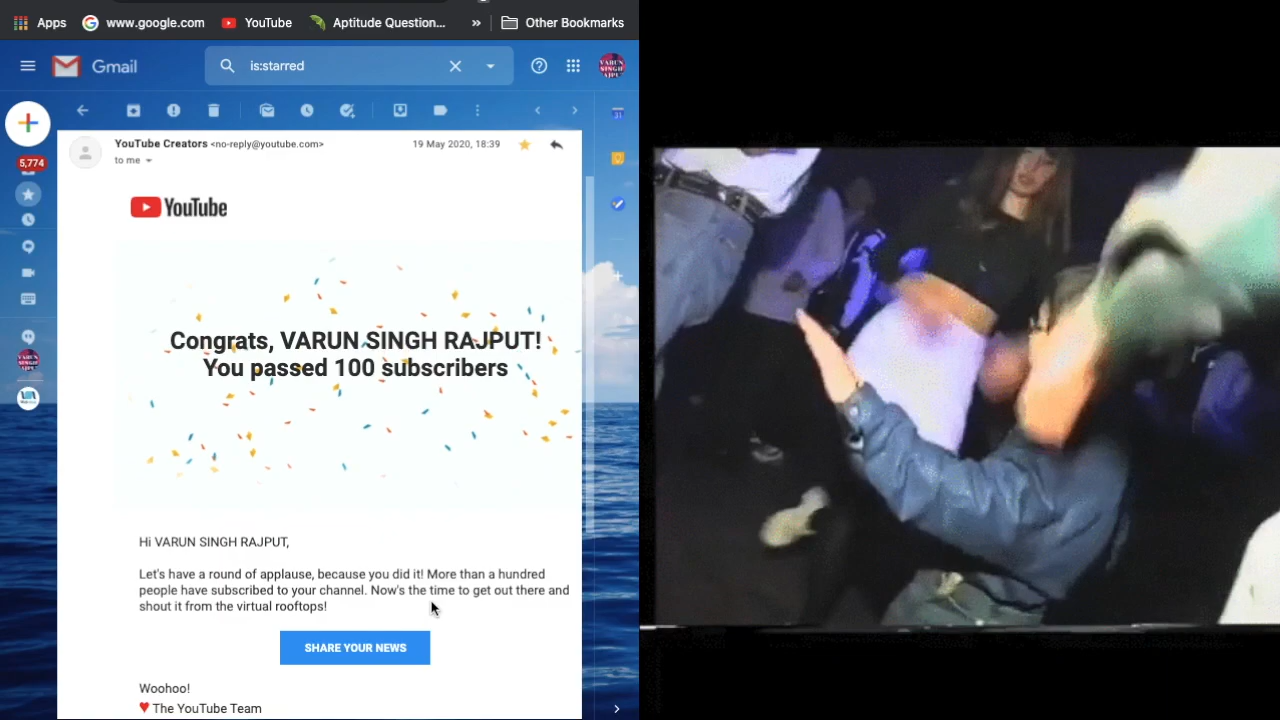 Apps www.google.com YouTube Aptitude Question... » Other Bookmarks
Gmail is:starred
YouTube Creators <no-reply@youtube.com> 19 May 2020, 18:39
to me
5,774
YouTube
Congrats, VARUN SINGH RAJPUT!
You passed 100 subscribers
Hi VARUN SINGH RAJPUT,
Let's have a round of applause, because you did it! More than a hundred
people have subscribed to your channel. Now's the time to get out there and
shout it from the virtual rooftops!
SHARE YOUR NEWS
Woohoo!
The YouTube Team